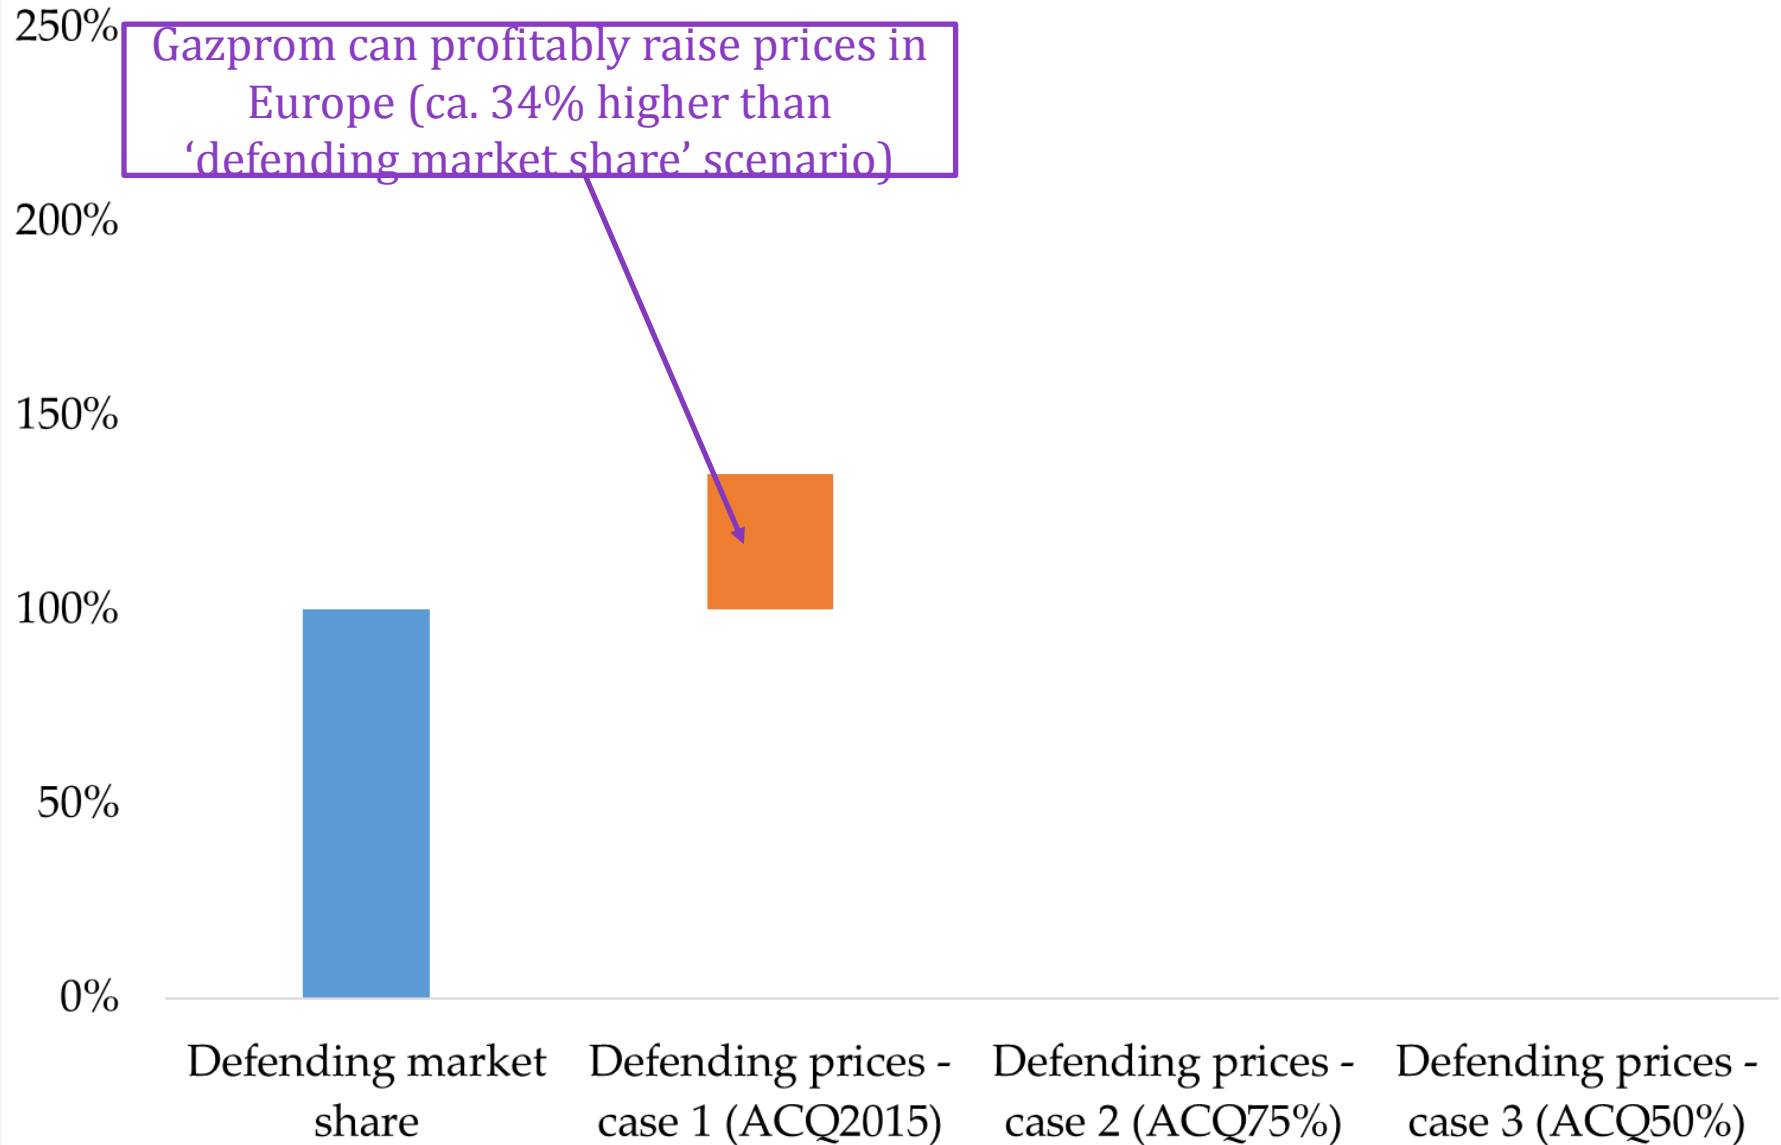 250%
Gazprom can profitably raise prices in
Europe (ca. 34% higher than
‘defending market share’ scenario)
200%
150%
100%
50%
0%
Defending market
share
Defending prices -
case 1 (ACQ2015)
Defending prices -
case 2 (ACQ75%)
Defending prices -
case 3 (ACQ50%)